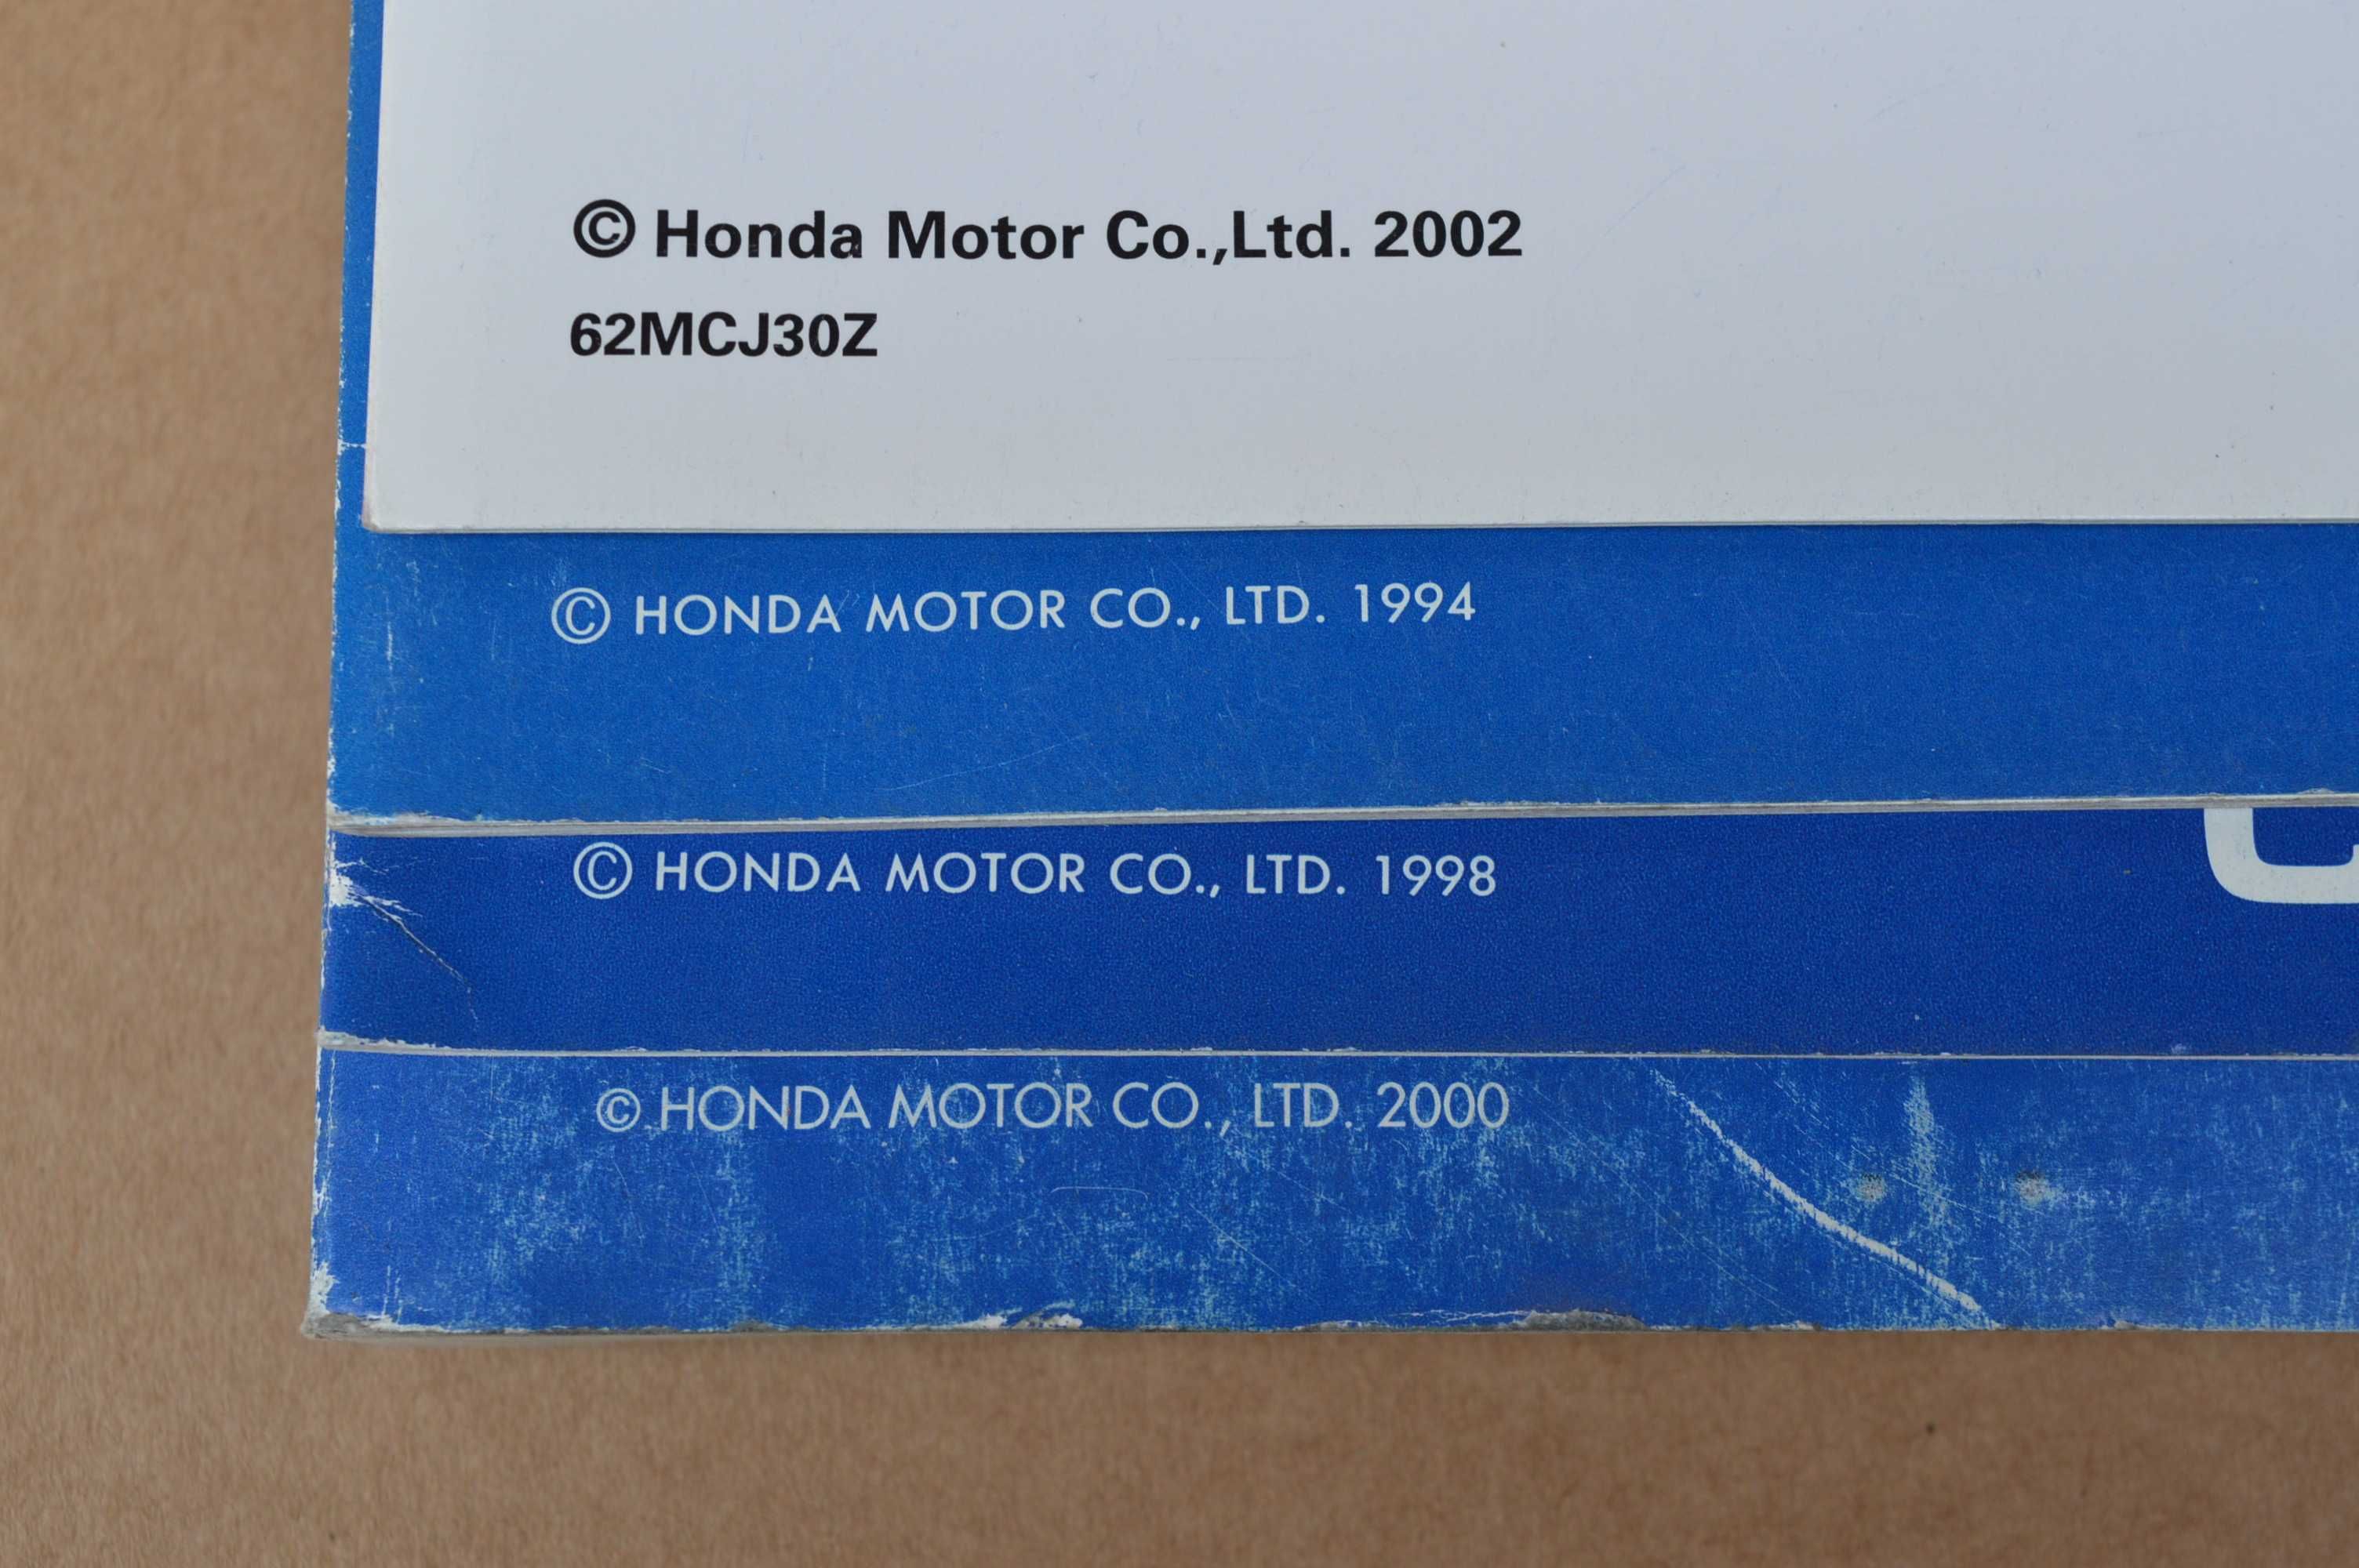 © Honda Motor Co.,Ltd. 2002
62MCJ30Z
© HONDA MOTOR CO., LTD. 1994
© HONDA MOTOR CO., LTD. 1998
© HONDA MOTOR CO., LTD. 2000